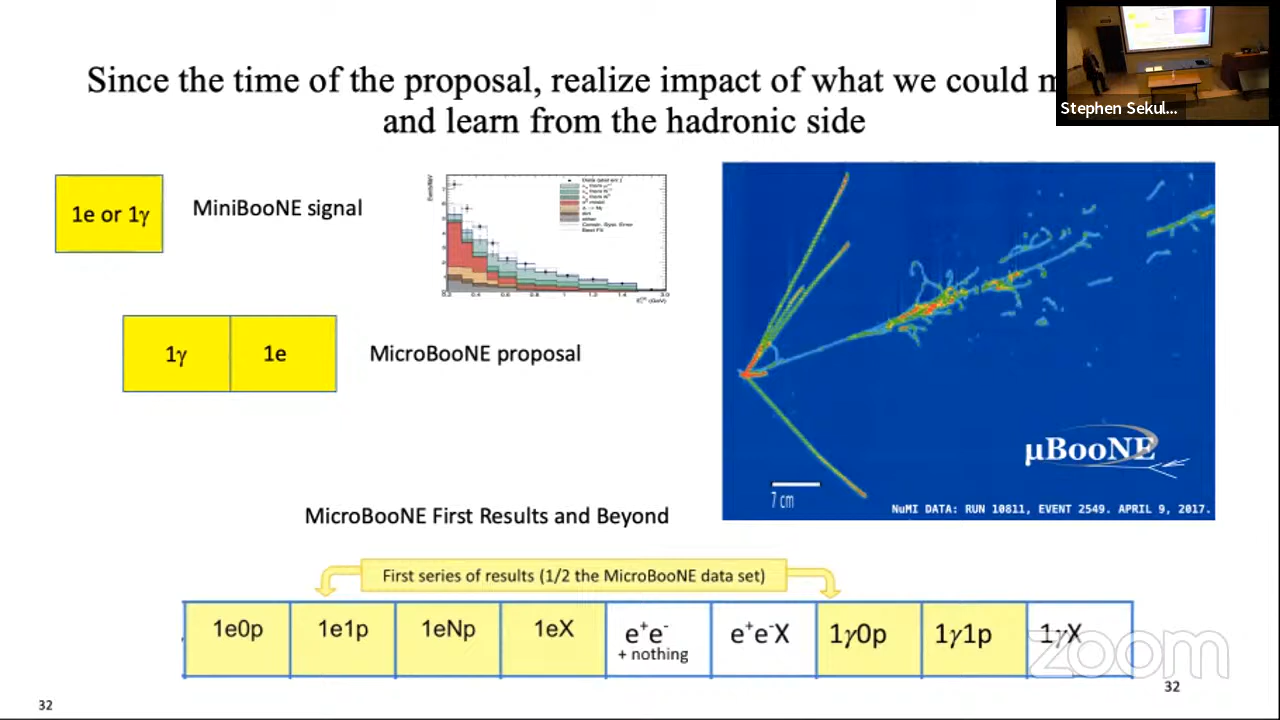 Since the time of the proposal, realize impact of what we could
and learn from the hadronic side
Stephen Sekul...
1e or 1γ
MiniBooNE signal
1γ
1e
MicroBooNE proposal
μBooNE
7 cm
NuMI DATA: RUN 10811, EVENT 2549. APRIL 9, 2017.
MicroBooNE First Results and Beyond
First series of results (1/2 the MicroBooNE data set)
1e0p
1e1p
1eNp
1eX
e⁺e⁻
+ nothing
e⁺e⁻X
1γ0p
1γ1p
1γX
zoom
32
32